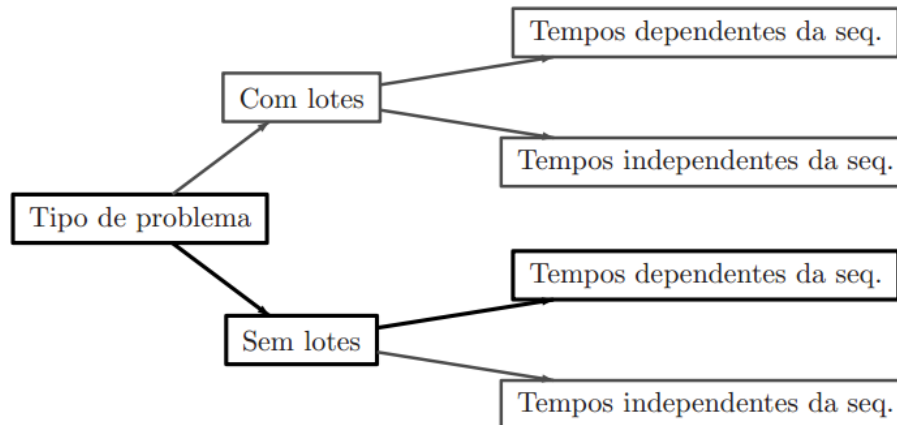 Tempos dependentes da seq.
Com lotes
Tempos independentes da seq.
Tipo de problema
Tempos dependentes da seq.
Sem lotes
Tempos independentes da seq.